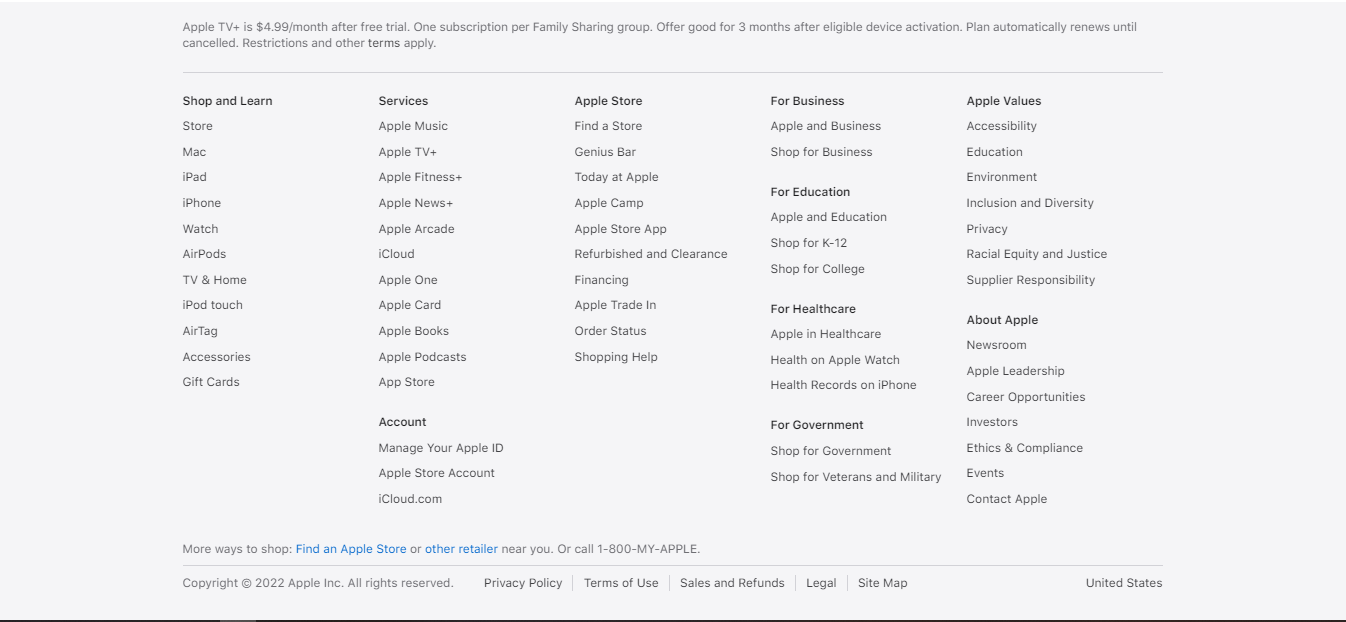 Apple TV+ is $4.99/month after free trial. One subscription per Family Sharing group. Offer good for 3 months after eligible device activation. Plan automatically renews until
cancelled. Restrictions and other terms apply.
Shop and Learn
Store
Mac
iPad
iPhone
Watch
AirPods
TV & Home
iPod touch
AirTag
Accessories
Gift Cards
Services
Apple Music
Apple TV+
Apple Fitness+
Apple News+
Apple Arcade
iCloud
Apple One
Apple Card
Apple Books
Apple Podcasts
App Store
Account
Manage Your Apple ID
Apple Store Account
iCloud.com
Apple Store
Find a Store
Genius Bar
Today at Apple
Apple Camp
Apple Store App
Refurbished and Clearance
Financing
Apple Trade In
Order Status
Shopping Help
For Business
Apple and Business
Shop for Business
For Education
Apple and Education
Shop for K-12
Shop for College
For Healthcare
Apple in Healthcare
Health on Apple Watch
Health Records on iPhone
For Government
Shop for Government
Shop for Veterans and Military
Apple Values
Accessibility
Education
Environment
Inclusion and Diversity
Privacy
Racial Equity and Justice
Supplier Responsibility
About Apple
Newsroom
Apple Leadership
Career Opportunities
Investors
Ethics & Compliance
Events
Contact Apple
More ways to shop: Find an Apple Store or other retailer near you. Or call 1-800-MY-APPLE.
Copyright © 2022 Apple Inc. All rights reserved. Privacy Policy Terms of Use Sales and Refunds Legal Site Map United States